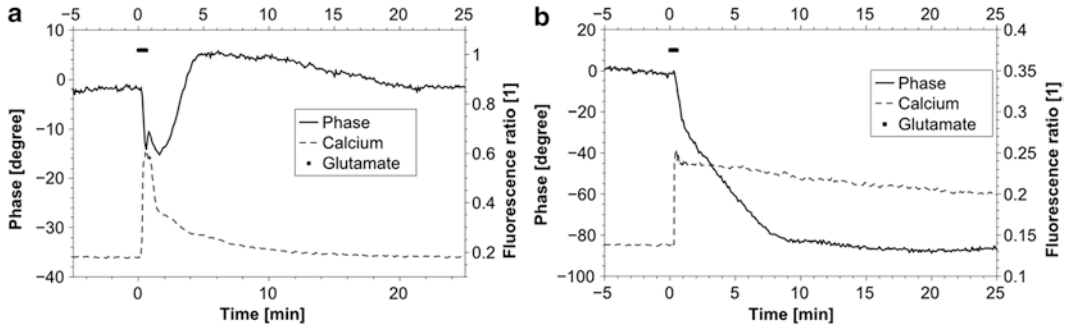 a
−5 0 5 10 15 20 25
10
0
−10
−20
−30
−40
Phase [degree]
1
0.8
0.6
0.4
0.2
Fluorescence ratio [1]
Phase
Calcium
Glutamate
−5 0 5 10 15 20 25
Time [min]
b
−5 0 5 10 15 20 25
20
0
−20
−40
−60
−80
−100
Phase [degree]
0.4
0.35
0.3
0.25
0.2
0.15
0.1
Fluorescence ratio [1]
Phase
Calcium
Glutamate
−5 0 5 10 15 20 25
Time [min]